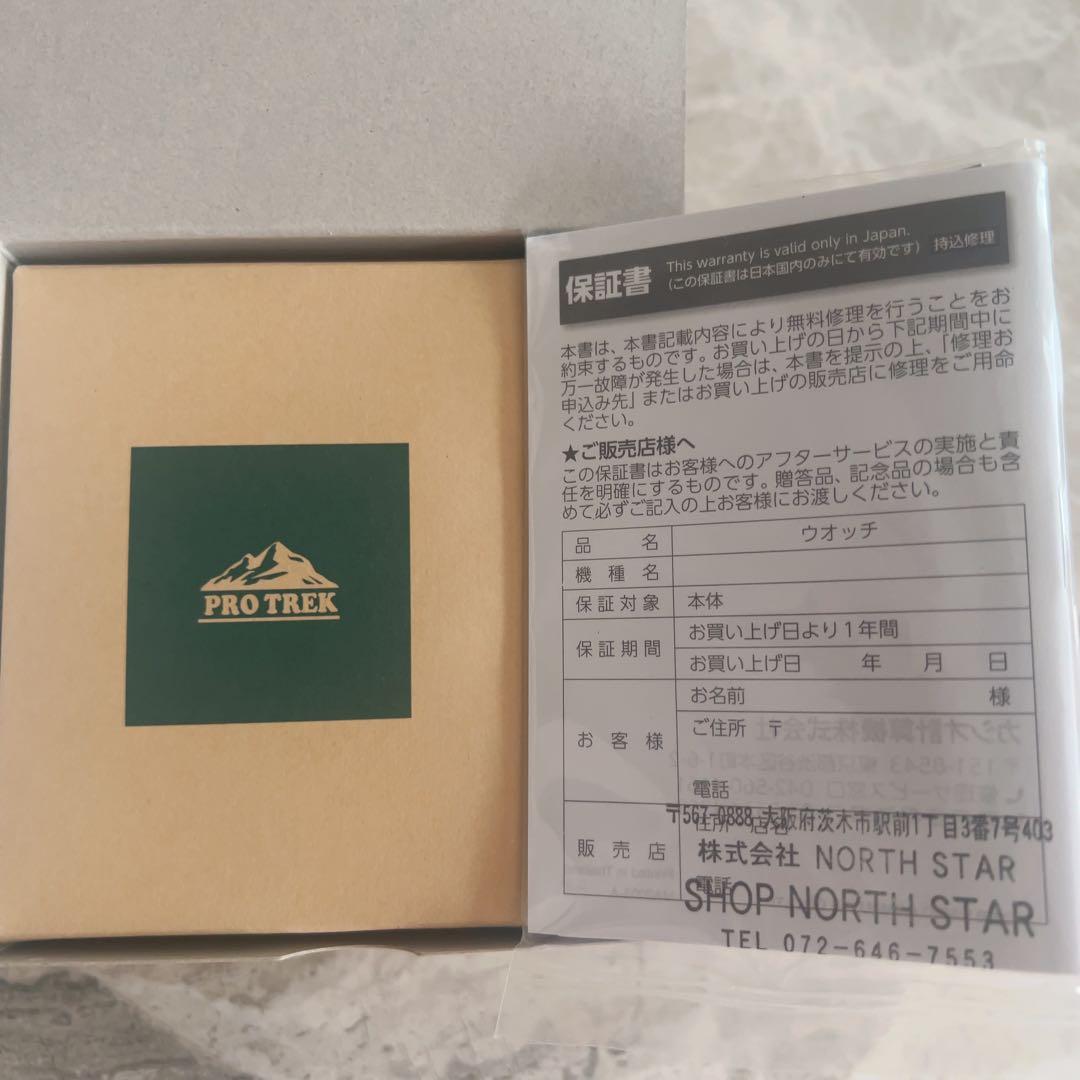 PRO TREK
保証書
This warranty is valid only in Japan.
(この保証書は日本国内のみにて有効です)
持込修理
本書は、本書記載内容により無料修理を行うことをお
約束するものです。お買い上げの日から下記期間中に
万一故障が発生した場合は、本書を提示の上、「修理お
申込み先」またはお買い上げの販売店に修理をご用命
ください。
★ご販売店様へ
この保証書はお客様へのアフターサービスの実施と責
任を明確にするものです。贈答品、記念品の場合も含
めて必ずご記入の上お客様にお渡しください。
品 名 ウオッチ
機 種 名
保 証 対 象 本体
保 証 期 間 お買い上げ日より1年間
お買い上げ日 年 月 日
お 客 様 お名前 様
ご住所 〒
電話
販 売 店 住所・店名
電話
〒567-0888 大阪府茨木市駅前1丁目3番7号403
株式会社 NORTH STAR
SHOP NORTH STAR
TEL 072-646-7553